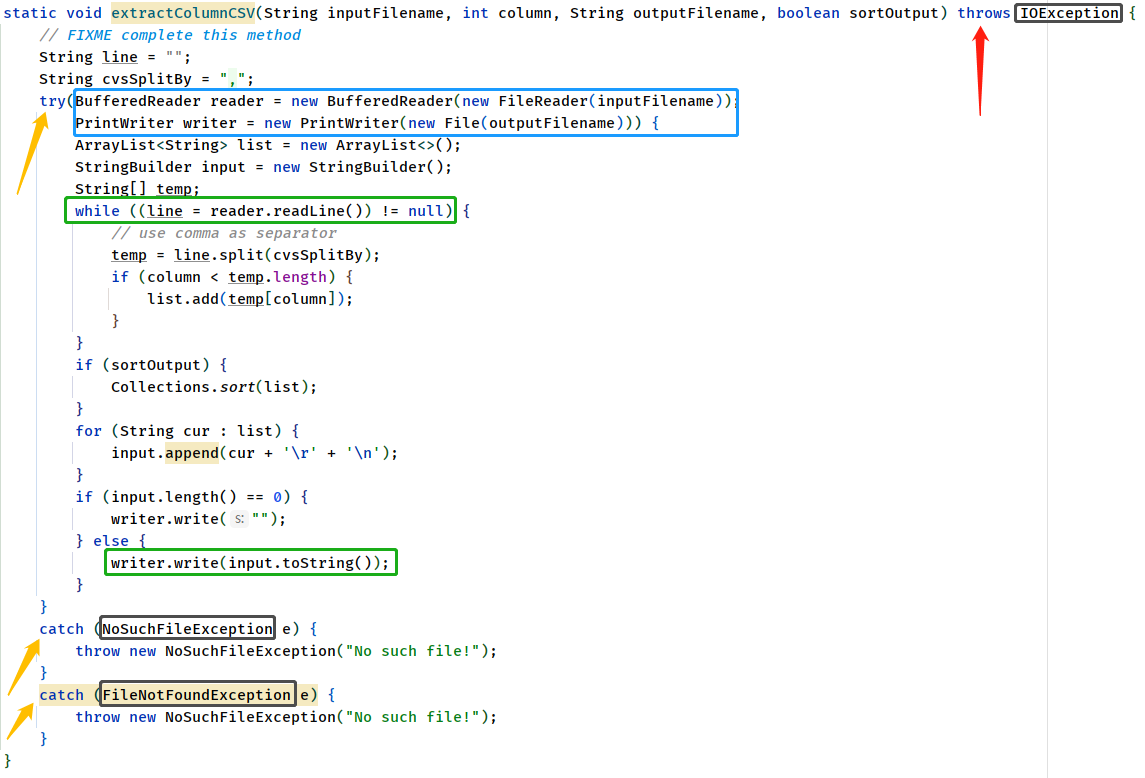 static void extractColumnCSV(String inputFilename, int column, String outputFilename, boolean sortOutput) throws IOException {
// FIXME complete this method
String line = "";
String cvsSplitBy = ",";
try(BufferedReader reader = new BufferedReader(new FileReader(inputFilename));
PrintWriter writer = new PrintWriter(new File(outputFilename))) {
ArrayList<String> list = new ArrayList<>();
StringBuilder input = new StringBuilder();
String[] temp;
while ((line = reader.readLine()) != null) {
// use comma as separator
temp = line.split(cvsSplitBy);
if (column < temp.length) {
list.add(temp[column]);
}
}
if (sortOutput) {
Collections.sort(list);
}
for (String cur : list) {
input.append(cur + '\r' + '\n');
}
if (input.length() == 0) {
writer.write( s: "");
} else {
writer.write(input.toString());
}
}
catch (NoSuchFileException e) {
throw new NoSuchFileException("No such file!");
}
catch (FileNotFoundException e) {
throw new NoSuchFileException("No such file!");
}
}